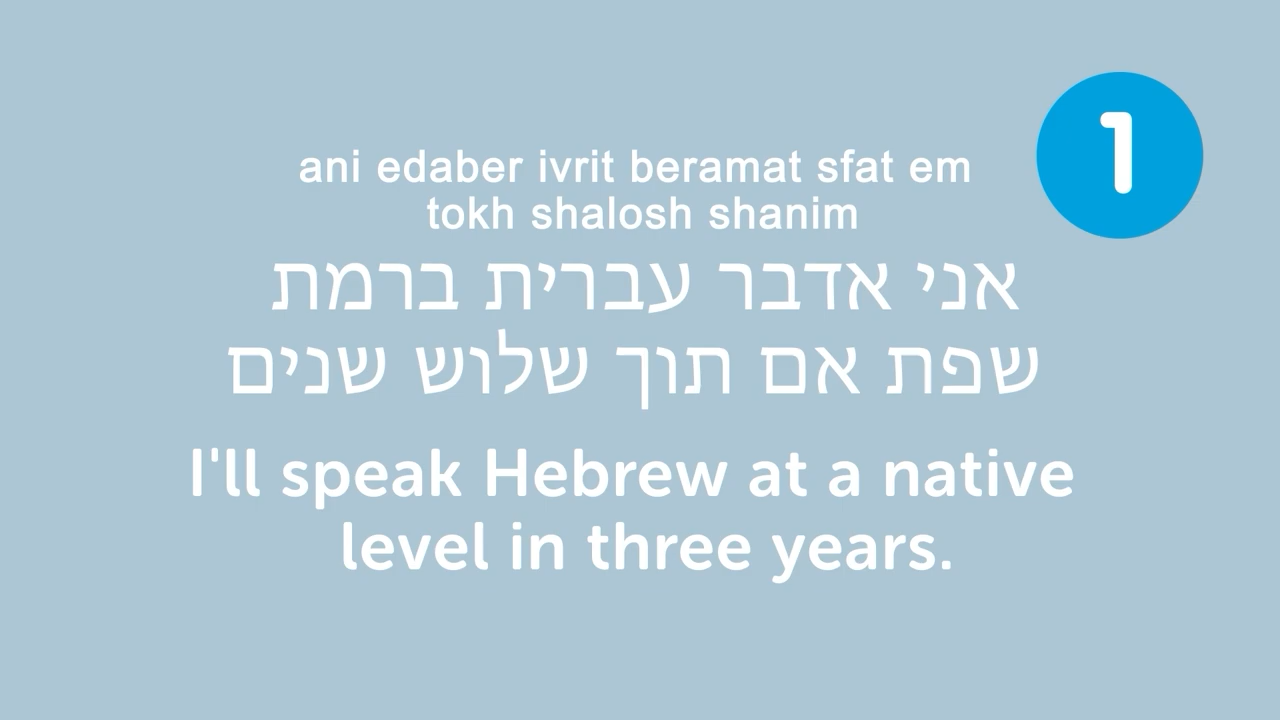 1
ani edaber ivrit beramat sfat em
tokh shalosh shanim
אני אדבר עברית ברמת
שפת אם תוך שלוש שנים
I'll speak Hebrew at a native
level in three years.